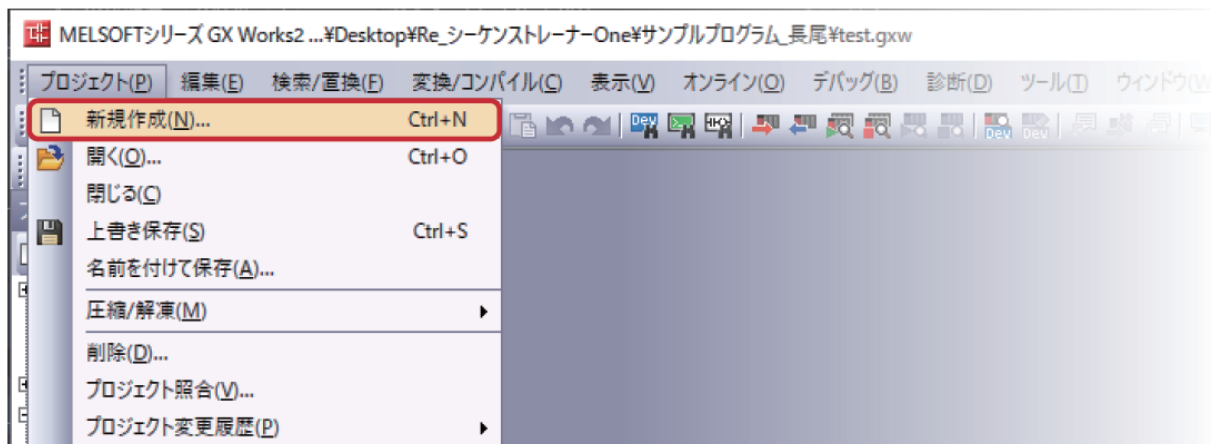 MELSOFTシリーズ GX Works2 ...¥Desktop¥Re_シーケンストレーナーOne¥サンプルプログラム_長尾¥test.gxw
プロジェクト(P) 編集(E) 検索/置換(F) 変換/コンパイル(C) 表示(V) オンライン(O) デバッグ(B) 診断(D) ツール(T) ウィンドウ(W
新規作成(N)... Ctrl+N
開く(O)... Ctrl+O
閉じる(C)
上書き保存(S) Ctrl+S
名前を付けて保存(A)...
圧縮/解凍(M)
削除(D)...
プロジェクト照合(V)...
プロジェクト変更履歴(P)